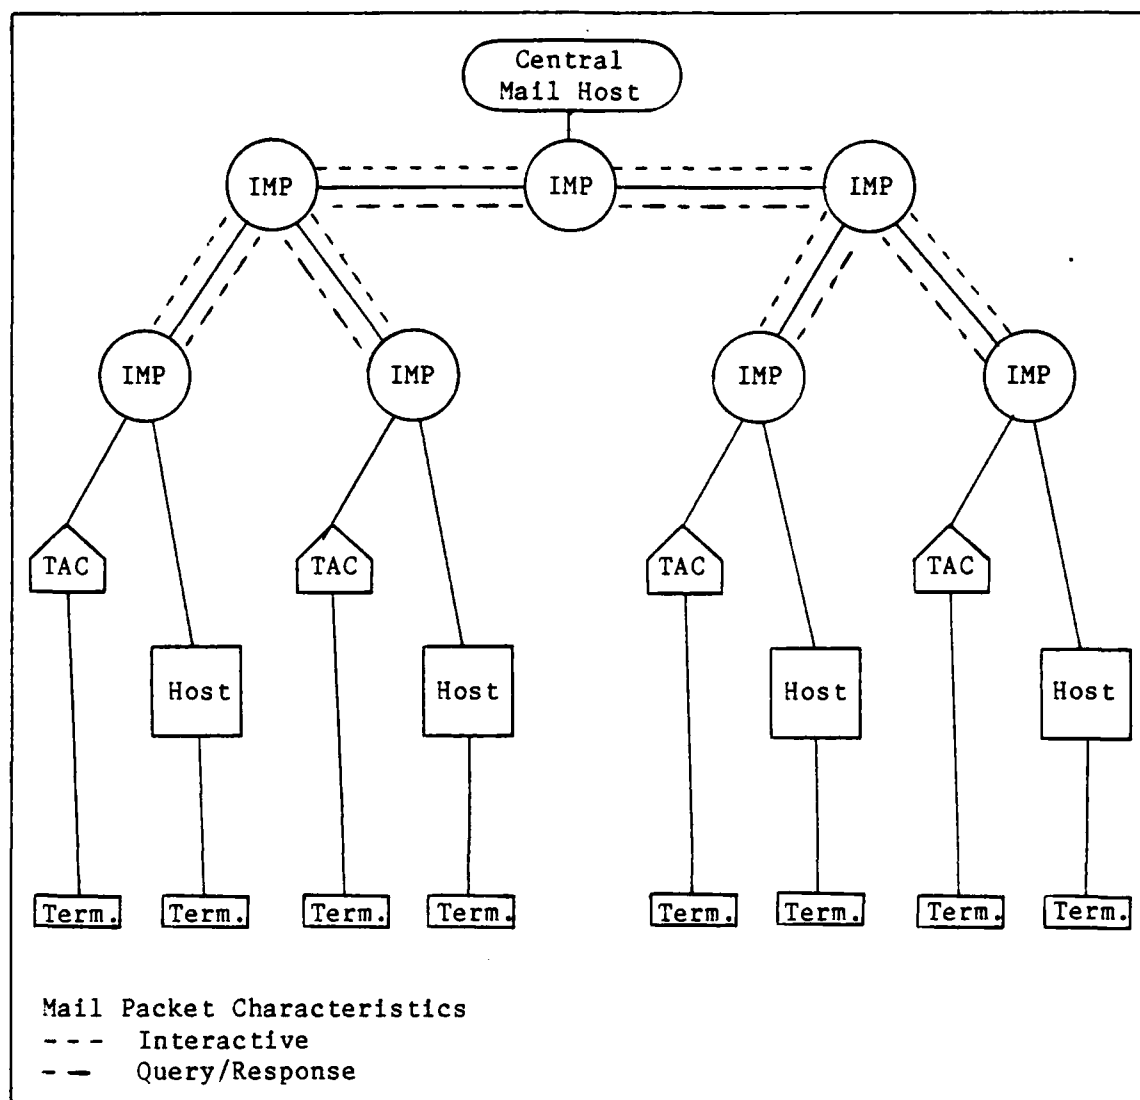 Central
Mail Host
IMP
IMP
IMP
IMP
IMP
IMP
IMP
TAC
TAC
TAC
TAC
Host
Host
Host
Host
Term.
Term.
Term.
Term.
Term.
Term.
Term.
Term.
Mail Packet Characteristics
--- Interactive
-— Query/Response